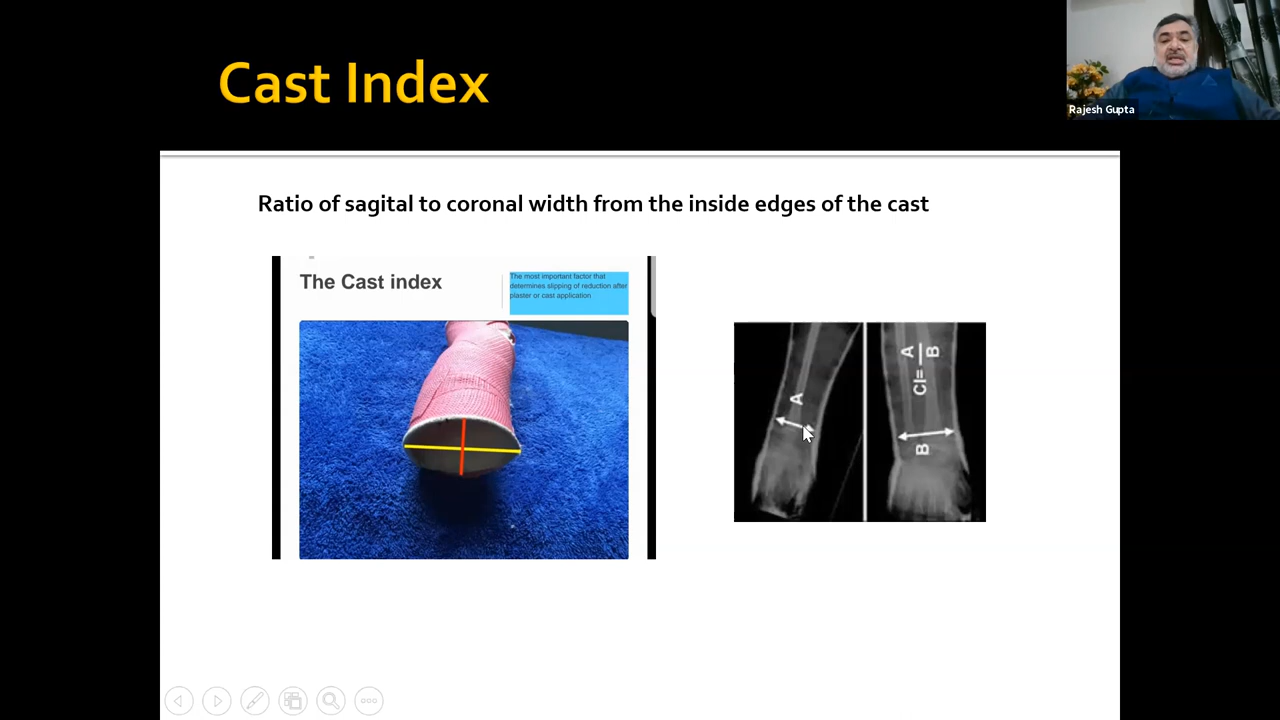 Cast Index
Rajesh Gupta
Ratio of sagital to coronal width from the inside edges of the cast
The Cast index
The most important factor that
determines slipping of reduction after
plaster or cast application
A
B
CI=
A
B